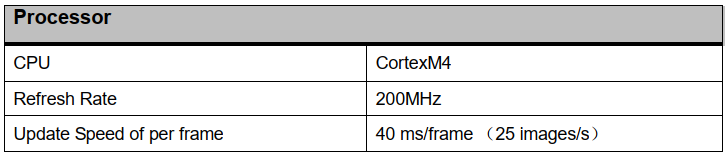 Processor
CPU CortexM4
Refresh Rate 200MHz
Update Speed of per frame 40 ms/frame （25 images/s）